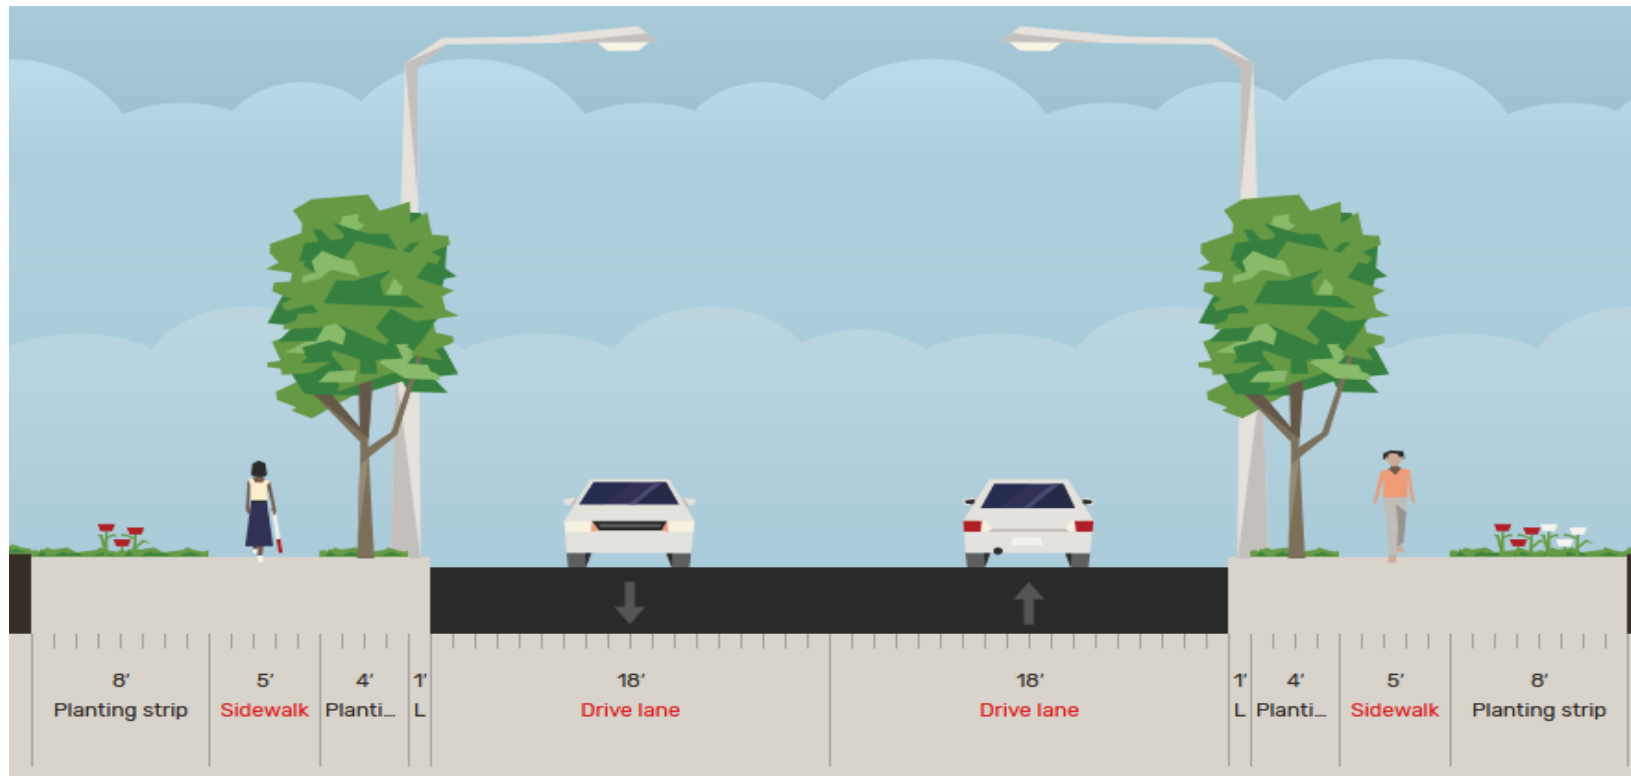 8' 5' 4' 1' 18' 18' 1' 4' 5' 8'
Planting strip Sidewalk Planti... L Drive lane Drive lane L Planti... Sidewalk Planting strip